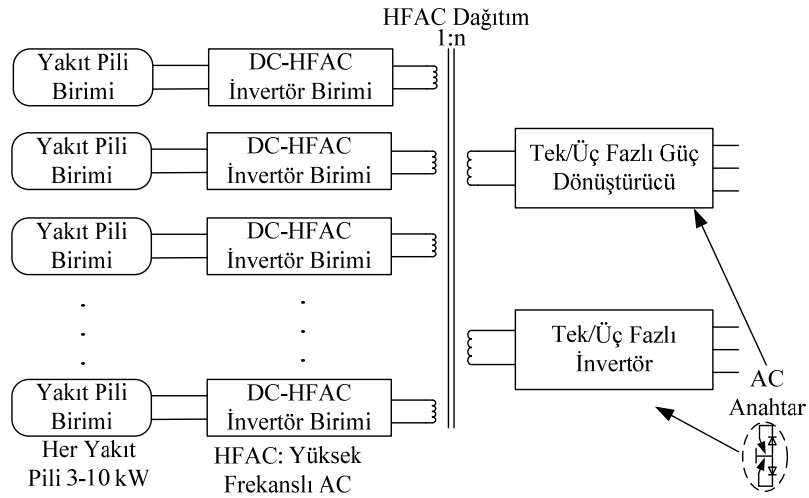 HFAC Dağıtım
1:n
Yakıt Pili
Birimi
DC-HFAC
İnvertör Birimi
Yakıt Pili
Birimi
DC-HFAC
İnvertör Birimi
Tek/Üç Fazlı Güç
Dönüştürücü
Yakıt Pili
Birimi
DC-HFAC
İnvertör Birimi
Tek/Üç Fazlı
İnvertör
Yakıt Pili
Birimi
DC-HFAC
İnvertör Birimi
AC
Anahtar
Her Yakıt
Pili 3-10 kW
HFAC: Yüksek
Frekanslı AC